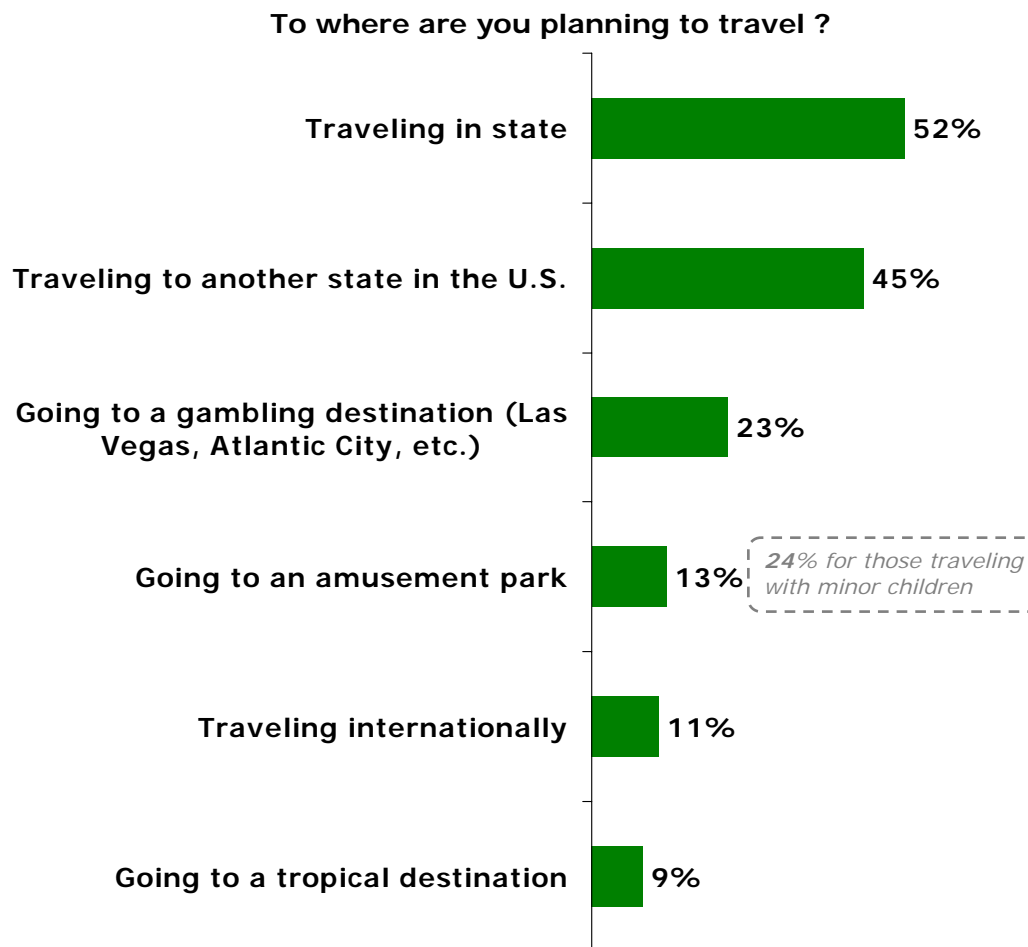 To where are you planning to travel ?
Traveling in state
52%
Traveling to another state in the U.S.
45%
Going to a gambling destination (Las
Vegas, Atlantic City, etc.)
23%
Going to an amusement park
13%
24% for those traveling
with minor children
Traveling internationally
11%
Going to a tropical destination
9%